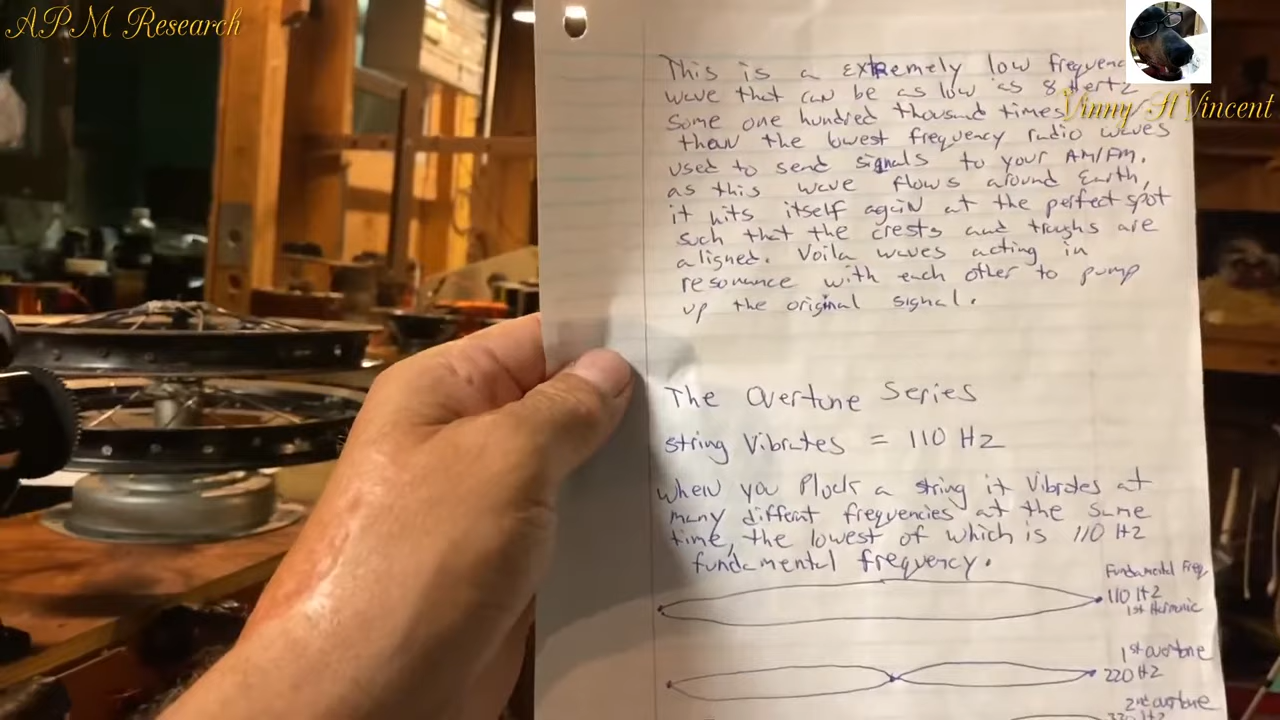 APM Research
Vinny H Vincent
This is a extremely low frequenc
wave that can be as low as 8 Hertz
Some one hundred thousand times
than the lowest frequency radio waves
used to send signals to your AM/FM.
as this wave flows around Earth,
it hits itself again at the perfect spot
such that the crests and troughs are
aligned. Voila waves acting in
resonance with each other to pump
up the original signal.
The Overtone Series
string Vibrates = 110 Hz
when you Plock a string it Vibrates at
many differnt frequencies at the same
time, the lowest of which is 110 Hz
fundamental frequency.
Fundamental Freq
110 Hz
1st Harmonic
1st overtone
220 Hz
2nd overtone